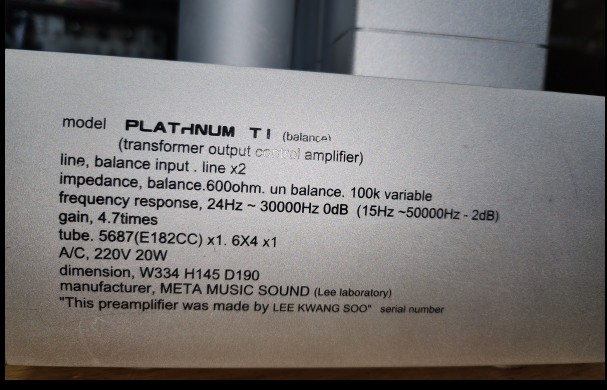 model PLATHNUM TI (balance)
(transformer output control amplifier)
line, balance input . line x2
impedance, balance.600ohm. un balance. 100k variable
frequency response, 24Hz ~ 30000Hz 0dB (15Hz ~50000Hz - 2dB)
gain, 4.7times
tube. 5687(E182CC) x1. 6X4 x1
A/C, 220V 20W
dimension, W334 H145 D190
manufacturer, META MUSIC SOUND (Lee laboratory)
"This preamplifier was made by LEE KWANG SOO" serial number